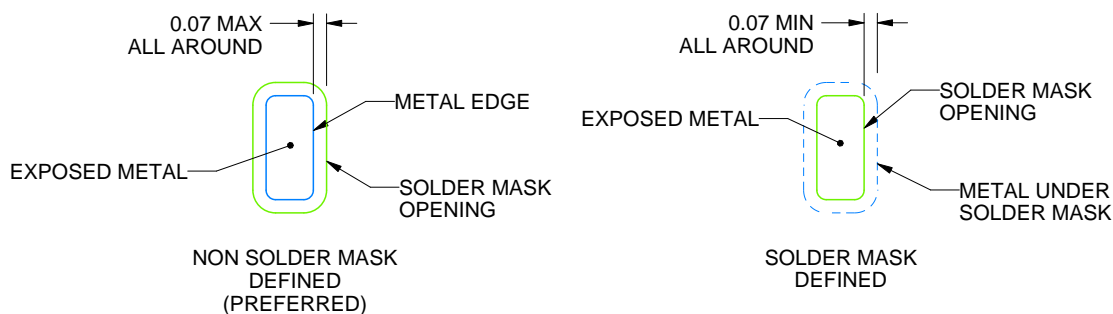 0.07 MAX
ALL AROUND
METAL EDGE
EXPOSED METAL
SOLDER MASK
OPENING
NON SOLDER MASK
DEFINED
(PREFERRED)
0.07 MIN
ALL AROUND
SOLDER MASK
OPENING
EXPOSED METAL
METAL UNDER
SOLDER MASK
SOLDER MASK
DEFINED